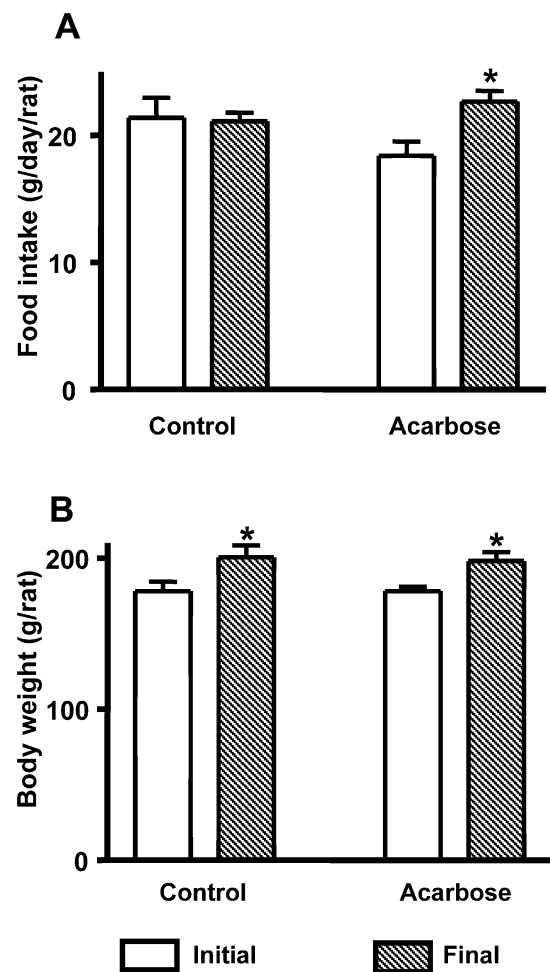 A
Food intake (g/day/rat)
20
10
0
*
Control
Acarbose
B
Body weight (g/rat)
200
100
0
*
*
Control
Acarbose
Initial
Final